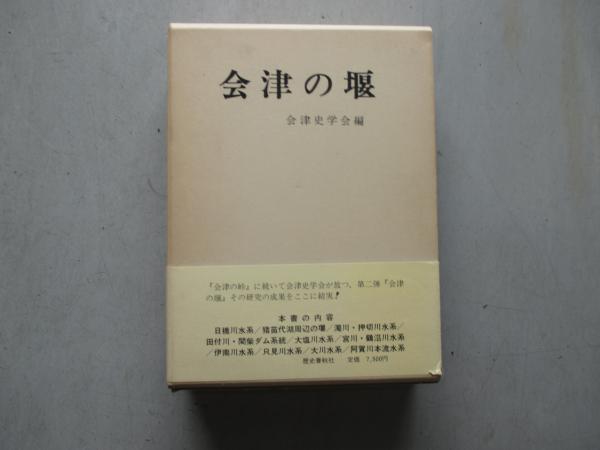 会津の堰
会津史学会編
『会津の峠』に続いて会津史学会が放つ、第二弾『会津
の堰』その研究の成果をここに結実!
本書の内容
日橋川水系/猪苗代湖周辺の堰/濁川・押切川水系/
田付川・関柴ダム系統/大塩川水系/宮川・鶴沼川水系
/伊南川水系/只見川水系/大川水系/阿賀川本流水系
歴史春秋社 定価 7,500円